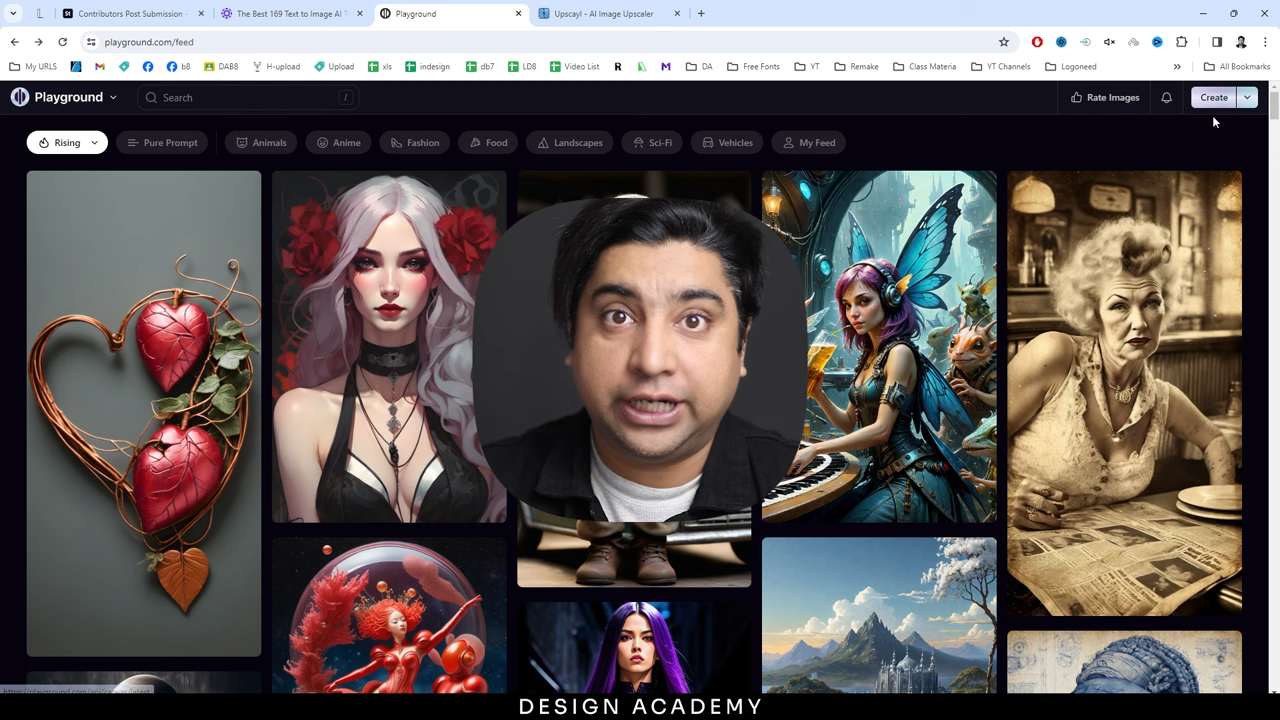 Contributors Post Submission -
The Best 169 Text to Image AI T
Playground
Upscayl - AI Image Upscaler
playground.com/feed
My URLS
b8
DAB8
H-upload
Upload
xls
indesign
db7
LD8
Video List
DA
Free Fonts
YT
Remake
Class Materia
YT Channels
Logoneed
All Bookmarks
Playground
Search
/
Rate Images
Create
Rising
Pure Prompt
Animals
Anime
Fashion
Food
Landscapes
Sci-Fi
Vehicles
My Feed
DESIGN ACADEMY